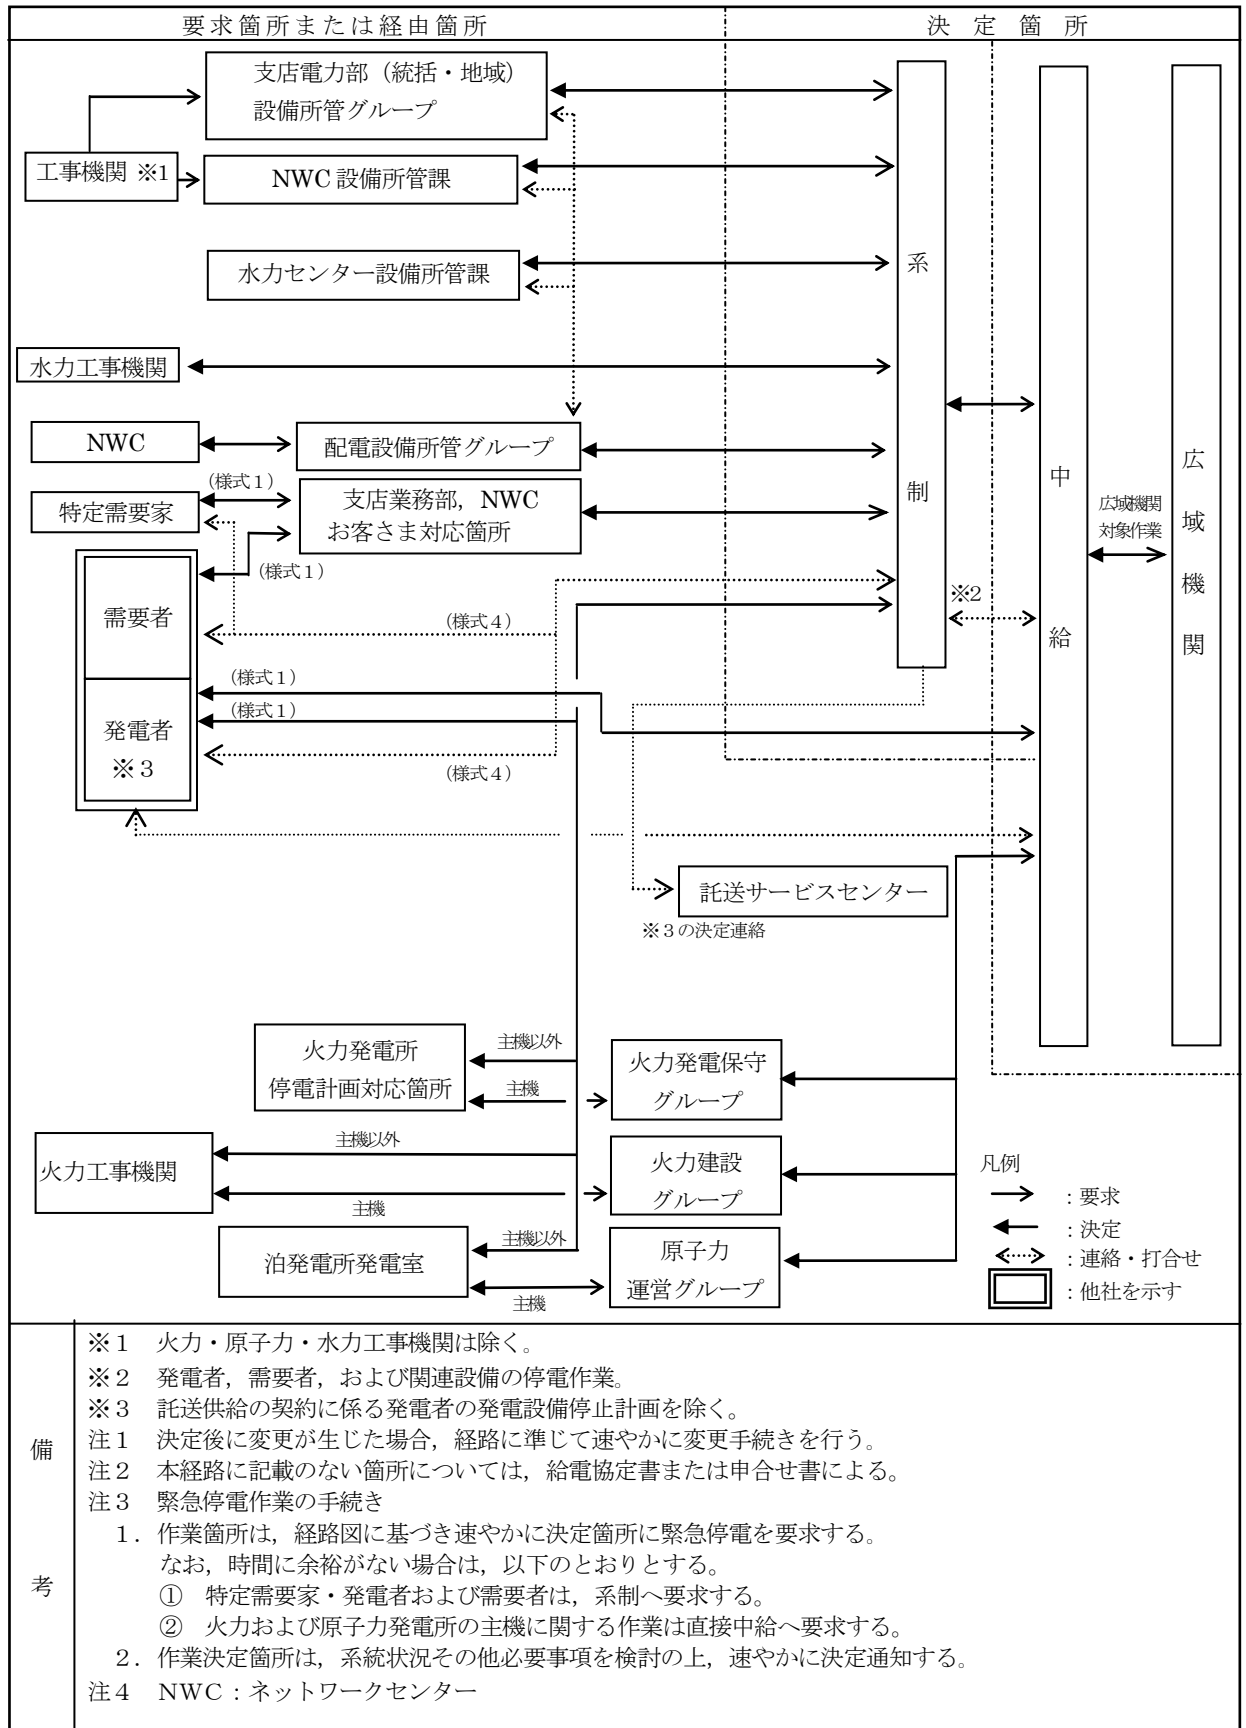 要求箇所または経由箇所
決定箇所
支店電力部（統括・地域）
設備所管グループ
工事機関 ※1
NWC 設備所管課
水力センター設備所管課
系制
水力工事機関
NWC
配電設備所管グループ
（様式１）
特定需要家
支店業務部，NWC
お客さま対応箇所
（様式１）
中給
広域機関
対象作業
広域機関
需要者
（様式４）
※2
（様式１）
（様式１）
発電者
※３
（様式４）
託送サービスセンター
※３の決定連絡
火力発電所
停電計画対応箇所
主機以外
主機
火力発電保守
グループ
火力工事機関
主機以外
主機
火力建設
グループ
泊発電所発電室
主機以外
主機
原子力
運営グループ
凡例
：要求
：決定
：連絡・打合せ
：他社を示す
備考
※１　火力・原子力・水力工事機関は除く。
※２　発電者，需要者，および関連設備の停電作業。
※３　託送供給の契約に係る発電者の発電設備停止計画を除く。
注１　決定後に変更が生じた場合，経路に準じて速やかに変更手続きを行う。
注２　本経路に記載のない箇所については，給電協定書または申合せ書による。
注３　緊急停電作業の手続き
１．作業箇所は，経路図に基づき速やかに決定箇所に緊急停電を要求する。
なお，時間に余裕がない場合は，以下のとおりとする。
①　特定需要家・発電者および需要者は，系制へ要求する。
②　火力および原子力発電所の主機に関する作業は直接中給へ要求する。
２．作業決定箇所は，系統状況その他必要事項を検討の上，速やかに決定通知する。
注４　ＮＷＣ：ネットワークセンター